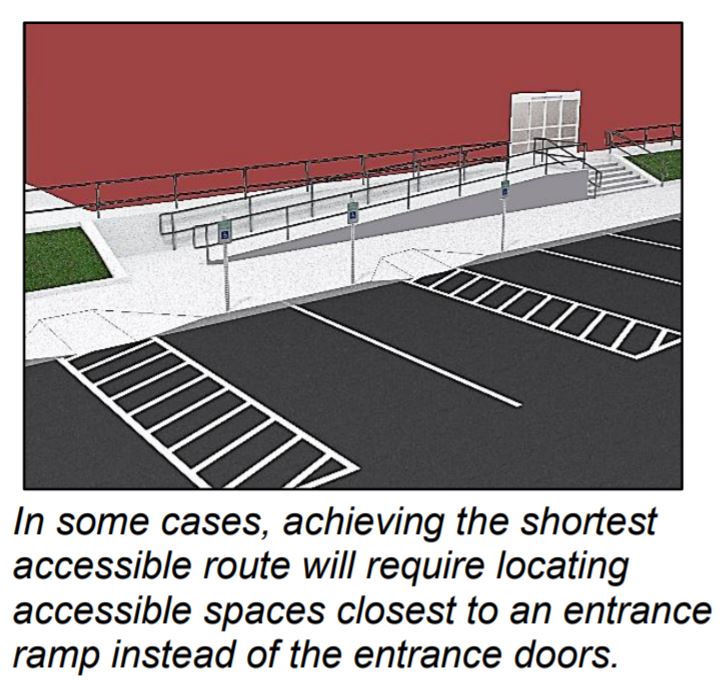 In some cases, achieving the shortest
accessible route will require locating
accessible spaces closest to an entrance
ramp instead of the entrance doors.